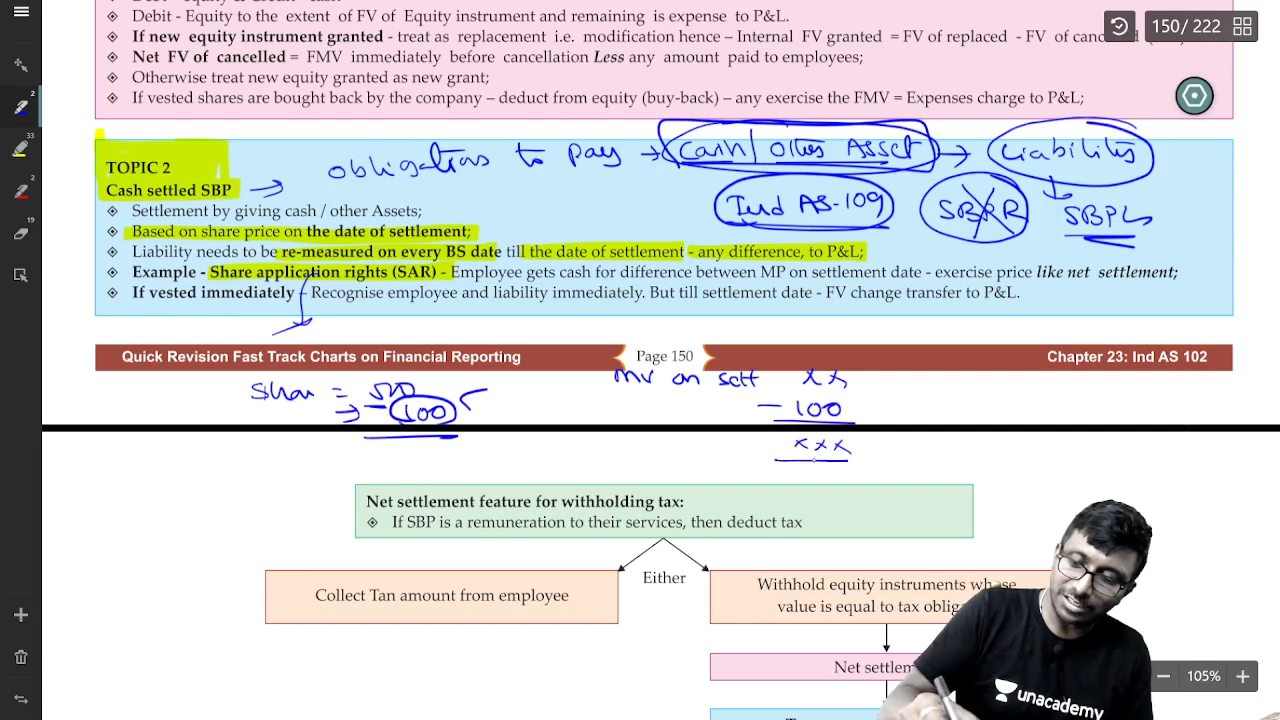 Debit - Equity to the extent of FV of Equity instrument and remaining is expense to P&L.
If new equity instrument granted - treat as replacement i.e. modification hence – Internal FV granted = FV of replaced - FV of
Net FV of cancelled = FMV immediately before cancellation Less any amount paid to employees;
Otherwise treat new equity granted as new grant;
If vested shares are bought back by the company – deduct from equity (buy-back) – any exercise the FMV = Expenses charge to P&L;
150 / 222
TOPIC 2
obligations to pay → Cash/ Other Asset → Liability
Cash settled SBP →
Ind AS-109 SBRR SBPL
Settlement by giving cash / other Assets;
Based on share price on the date of settlement;
Liability needs to be re-measured on every BS date till the date of settlement - any difference, to P&L;
Example - Share application rights (SAR) - Employee gets cash for difference between MP on settlement date - exercise price like net settlement;
If vested immediately – Recognise employee and liability immediately. But till settlement date - FV change transfer to P&L.
Quick Revision Fast Track Charts on Financial Reporting Page 150 Chapter 23: Ind AS 102
Share = 500 MV on sett xx
→ 100 - 100
xxx
Net settlement feature for withholding tax:
If SBP is a remuneration to their services, then deduct tax
Either
Collect Tan amount from employee
Withhold equity instruments whose
value is equal to tax
Net
105%
unacademy
2
33
2
19